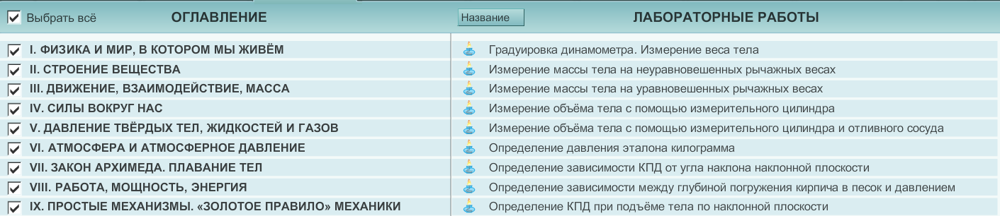 Выбрать всё ОГЛАВЛЕНИЕ Название ЛАБОРАТОРНЫЕ РАБОТЫ
I. ФИЗИКА И МИР, В КОТОРОМ МЫ ЖИВЁМ Градуировка динамометра. Измерение веса тела
II. СТРОЕНИЕ ВЕЩЕСТВА Измерение массы тела на неуравновешенных рычажных весах
III. ДВИЖЕНИЕ, ВЗАИМОДЕЙСТВИЕ, МАССА Измерение массы тела на уравновешенных рычажных весах
IV. СИЛЫ ВОКРУГ НАС Измерение объёма тела с помощью измерительного цилиндра
V. ДАВЛЕНИЕ ТВЁРДЫХ ТЕЛ, ЖИДКОСТЕЙ И ГАЗОВ Измерение объёма тела с помощью измерительного цилиндра и отливного сосуда
VI. АТМОСФЕРА И АТМОСФЕРНОЕ ДАВЛЕНИЕ Определение давления эталона килограмма
VII. ЗАКОН АРХИМЕДА. ПЛАВАНИЕ ТЕЛ Определение зависимости КПД от угла наклона наклонной плоскости
VIII. РАБОТА, МОЩНОСТЬ, ЭНЕРГИЯ Определение зависимости между глубиной погружения кирпича в песок и давлением
IX. ПРОСТЫЕ МЕХАНИЗМЫ. «ЗОЛОТОЕ ПРАВИЛО» МЕХАНИКИ Определение КПД при подъёме тела по наклонной плоскости